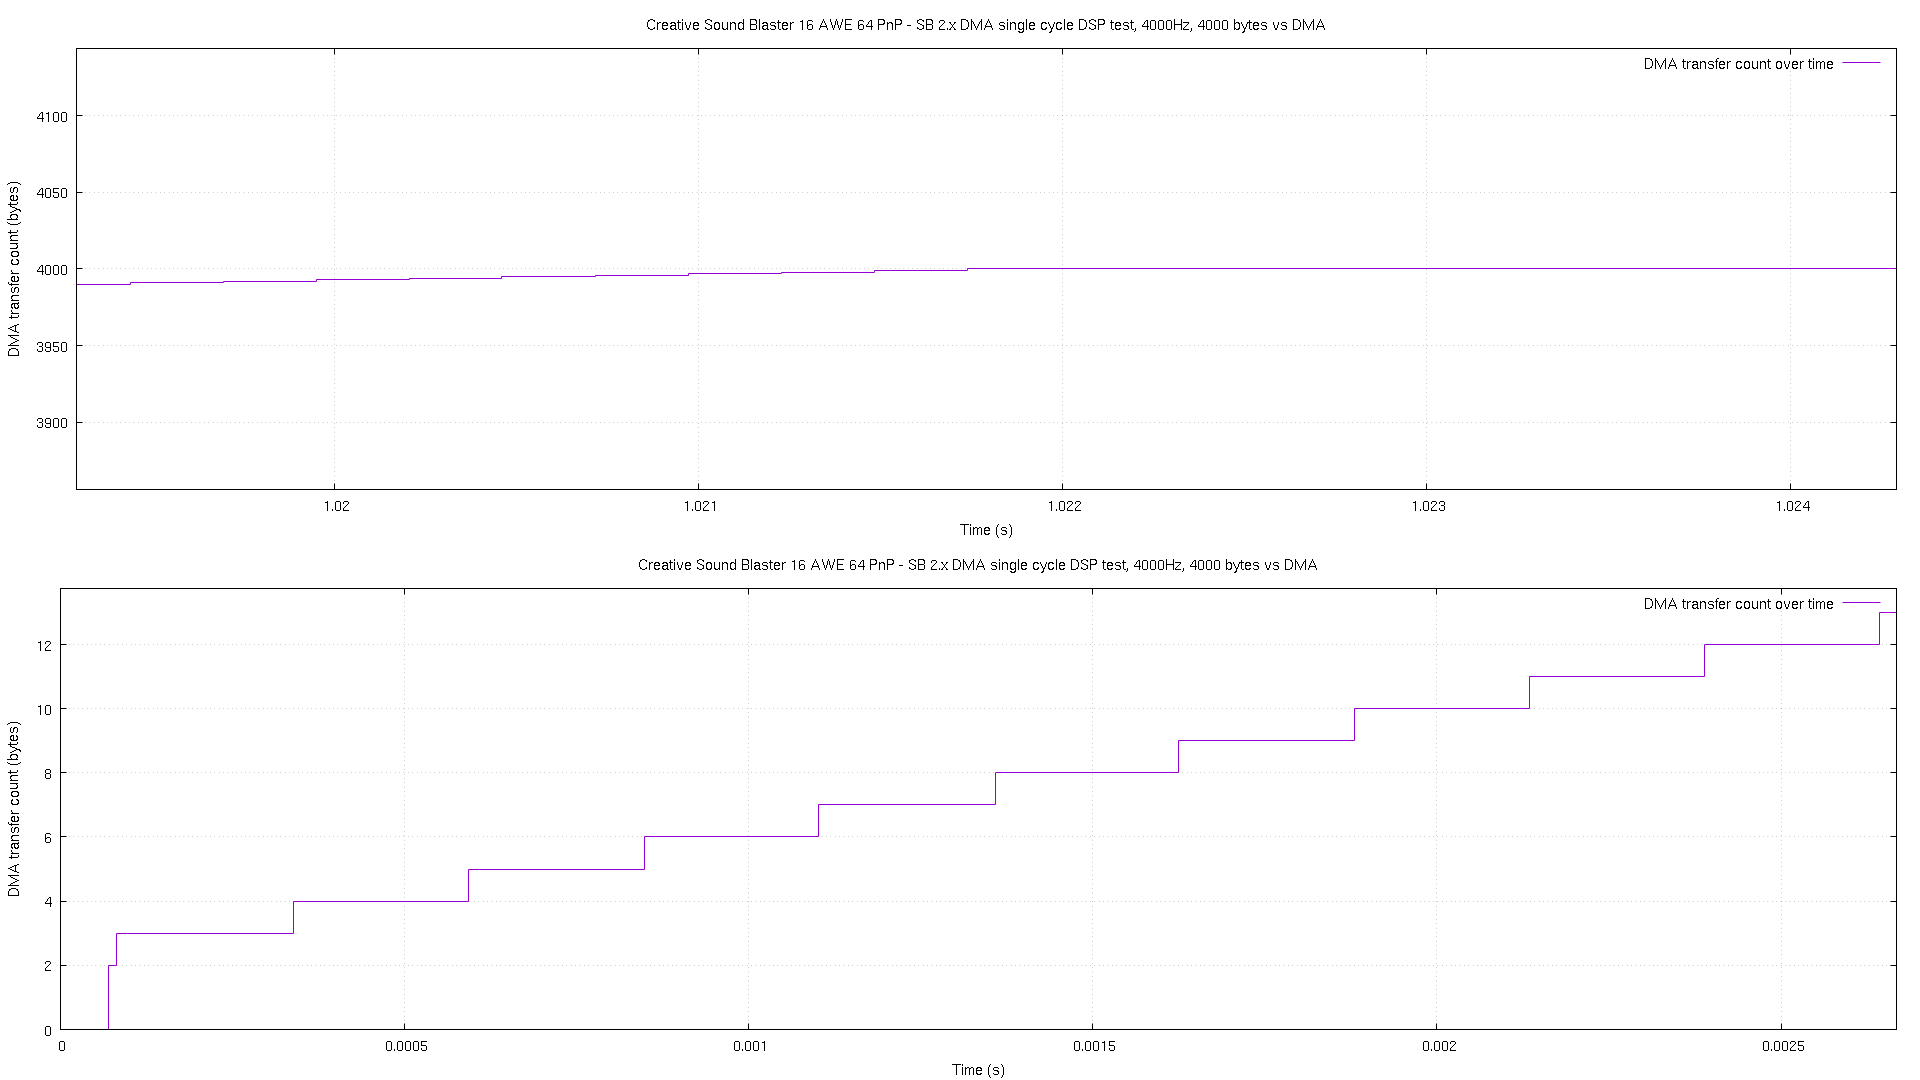 Creative Sound Blaster 16 AWE 64 PnP - SB 2.x DMA single cycle DSP test, 4000Hz, 4000 bytes vs DMA
DMA transfer count over time
DMA transfer count (bytes)
4100
4050
4000
3950
3900
1.02 1.021 1.022 1.023 1.024
Time (s)
Creative Sound Blaster 16 AWE 64 PnP - SB 2.x DMA single cycle DSP test, 4000Hz, 4000 bytes vs DMA
DMA transfer count over time
DMA transfer count (bytes)
12
10
8
6
4
2
0
0 0.0005 0.001 0.0015 0.002 0.0025
Time (s)